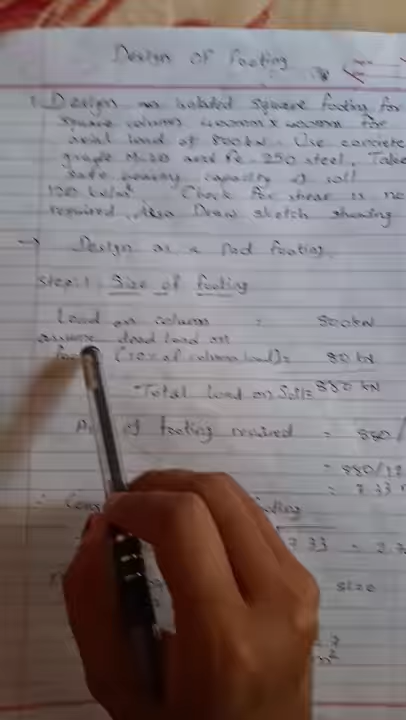 Design of Footing
1. Design an isolated square footing for
square column 400mm x 400mm for
axial load of 800 kN. Use concrete
grade M-20 and Fe-250 steel, Take
safe bearing capacity of soil
120 kN/m². Check for shear is no
required, Also Draw sketch showing
→ Design as a Pad footing.
Step:1 Size of footing
Load on column = 800kN
assume dead load on
(10% of column load) = 80 kN
Total Load on Soil = 880 kN
of footing required = 880/
= 880/12
= 7.33
∴ 7.33 = 2.7
size